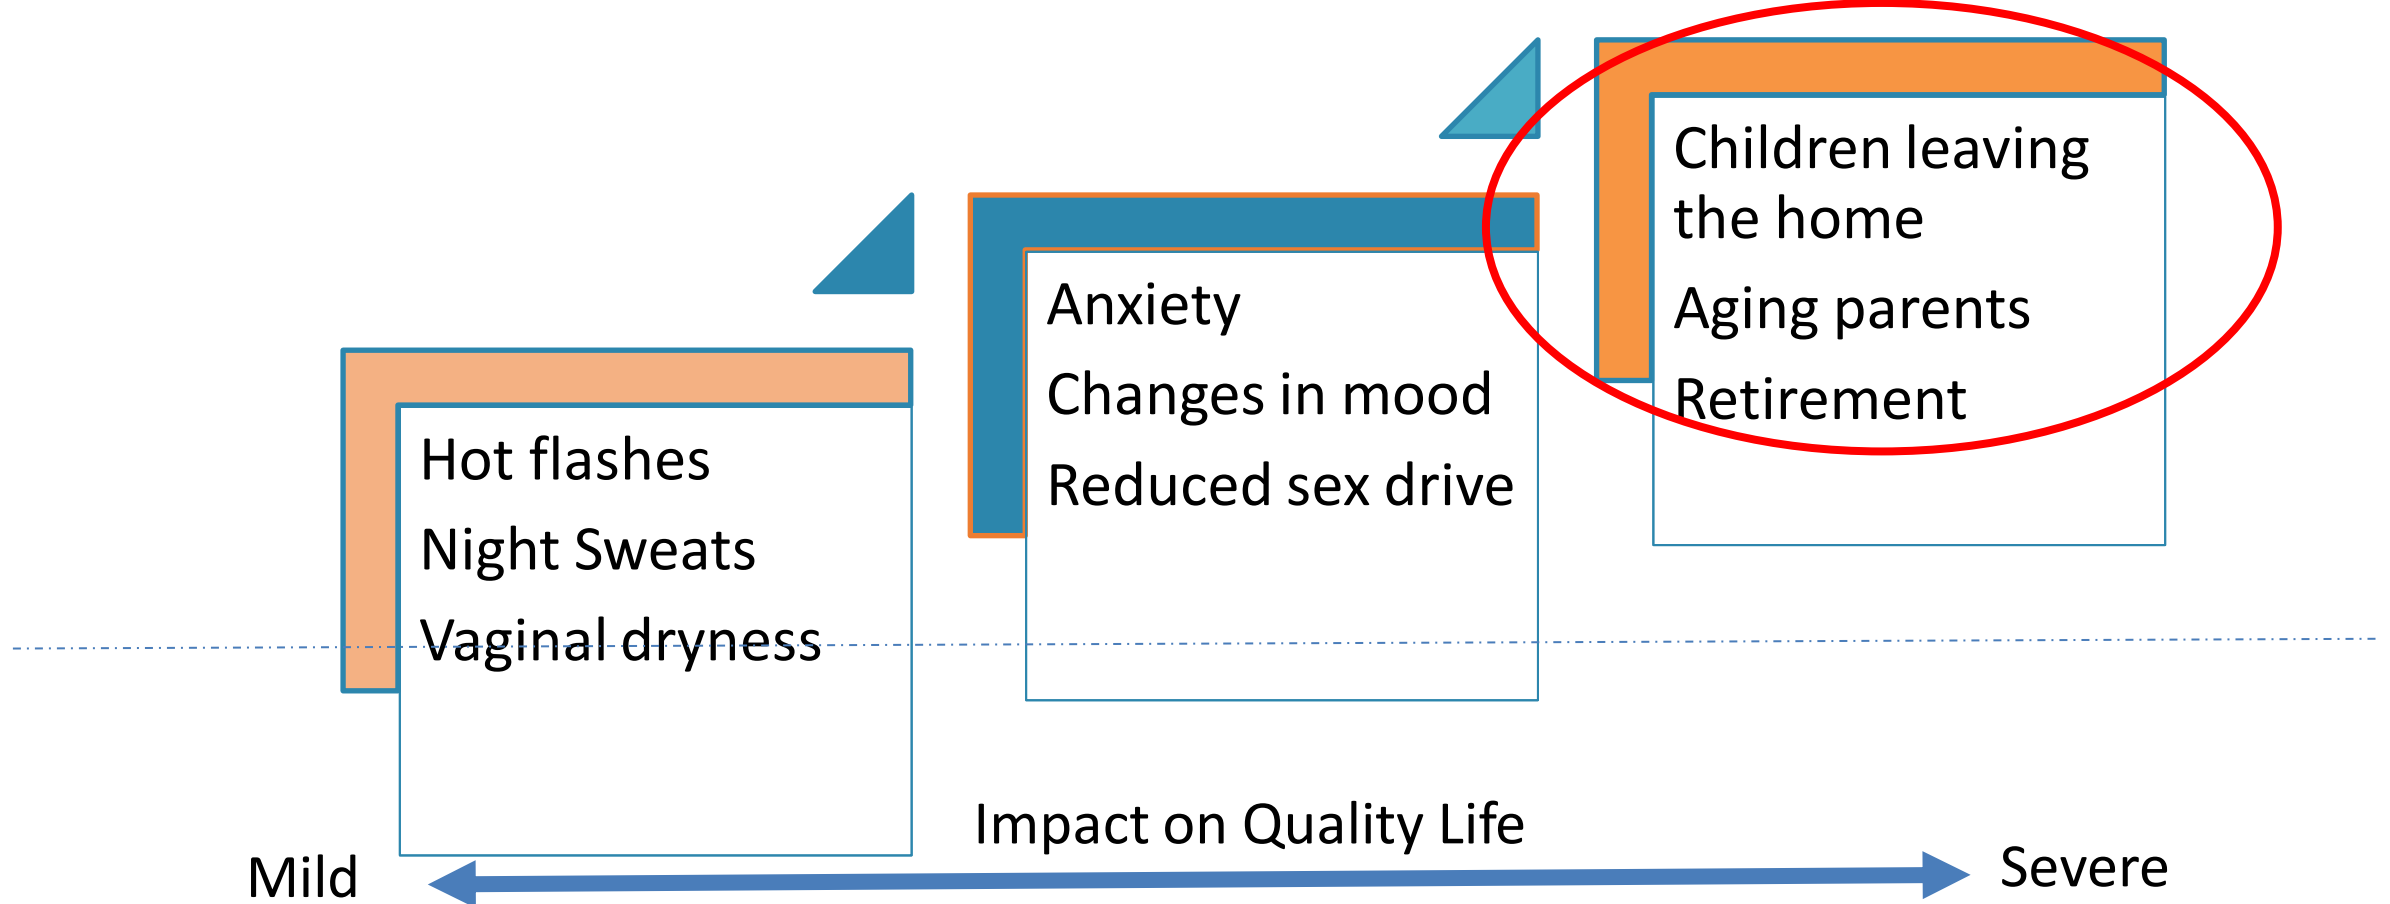 Hot flashes
Night Sweats
Vaginal dryness
Anxiety
Changes in mood
Reduced sex drive
Children leaving
the home
Aging parents
Retirement
Impact on Quality Life
Mild
Severe